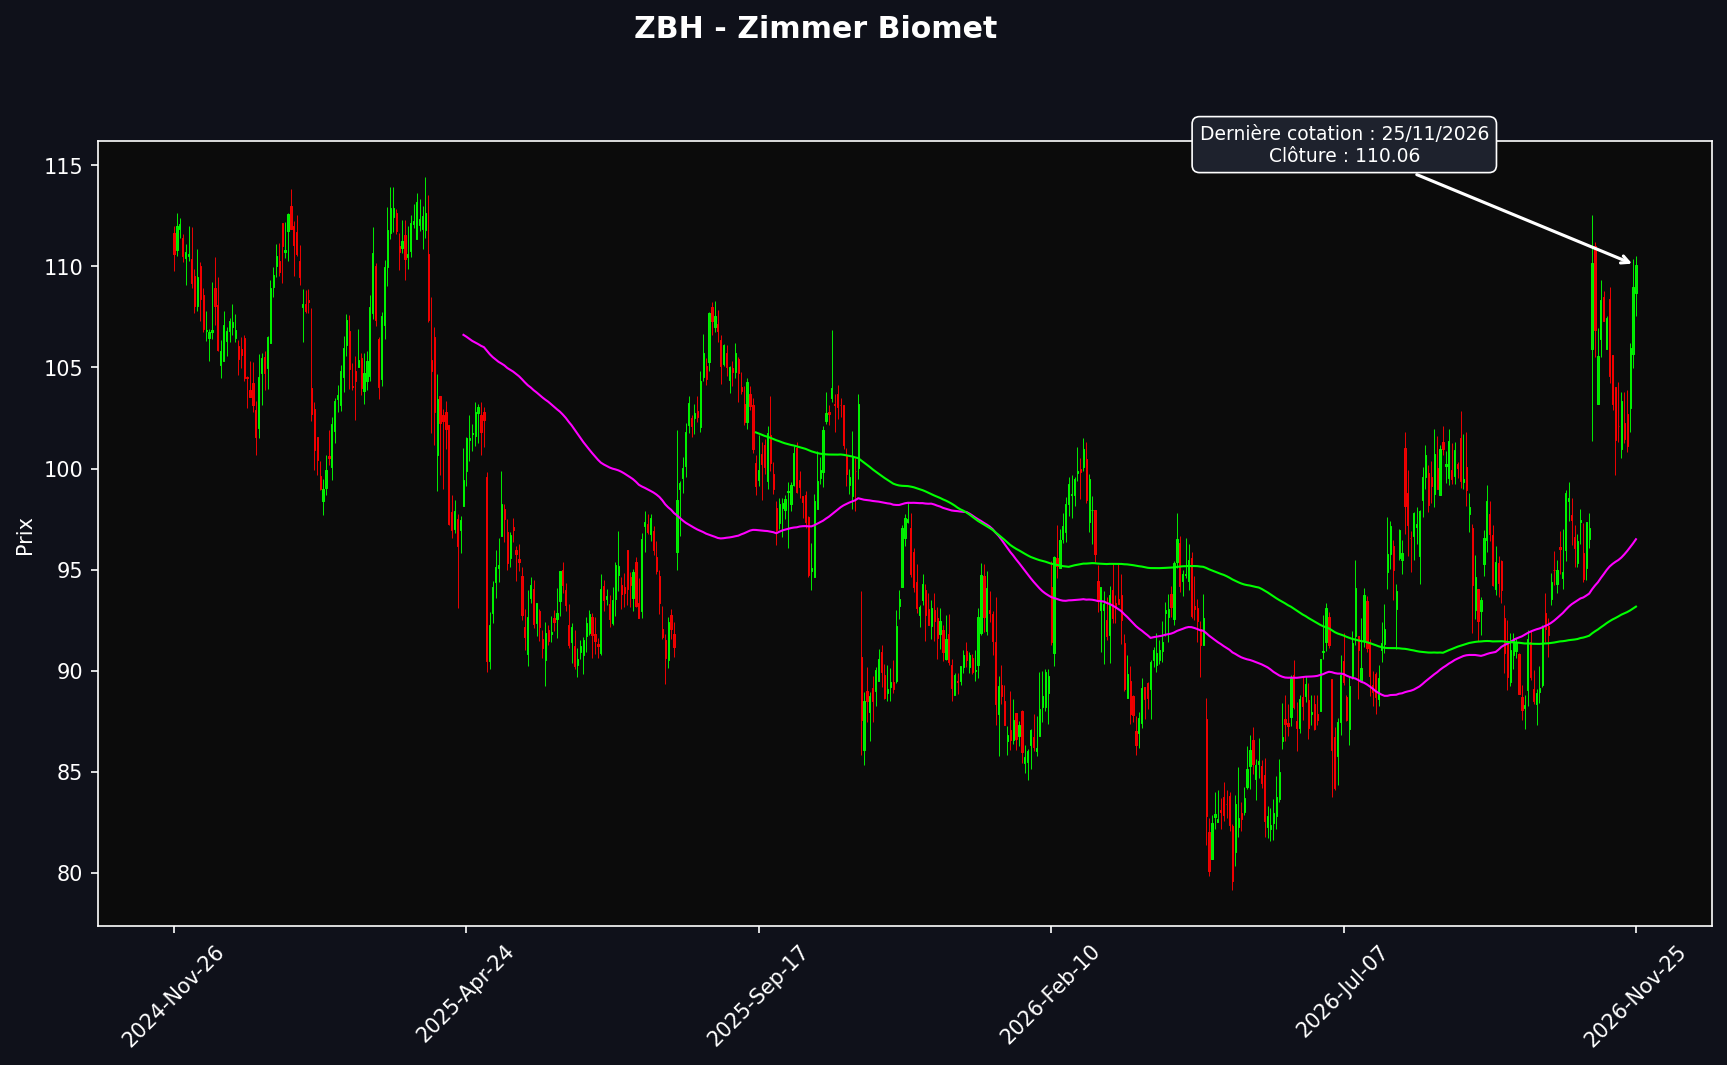 ZBH - Zimmer Biomet
Dernière cotation : 25/11/2026
Clôture : 110.06
115
110
105
100
95
90
85
80
Prix
2024-Nov-26
2025-Apr-24
2025-Sep-17
2026-Feb-10
2026-Jul-07
2026-Nov-25